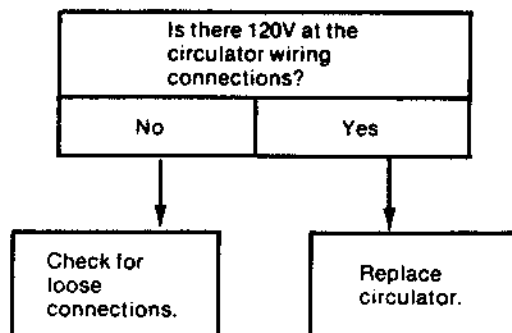 Is there 120V at the
circulator wiring
connections?
No
Yes
Check for
loose
connections.
Replace
circulator.